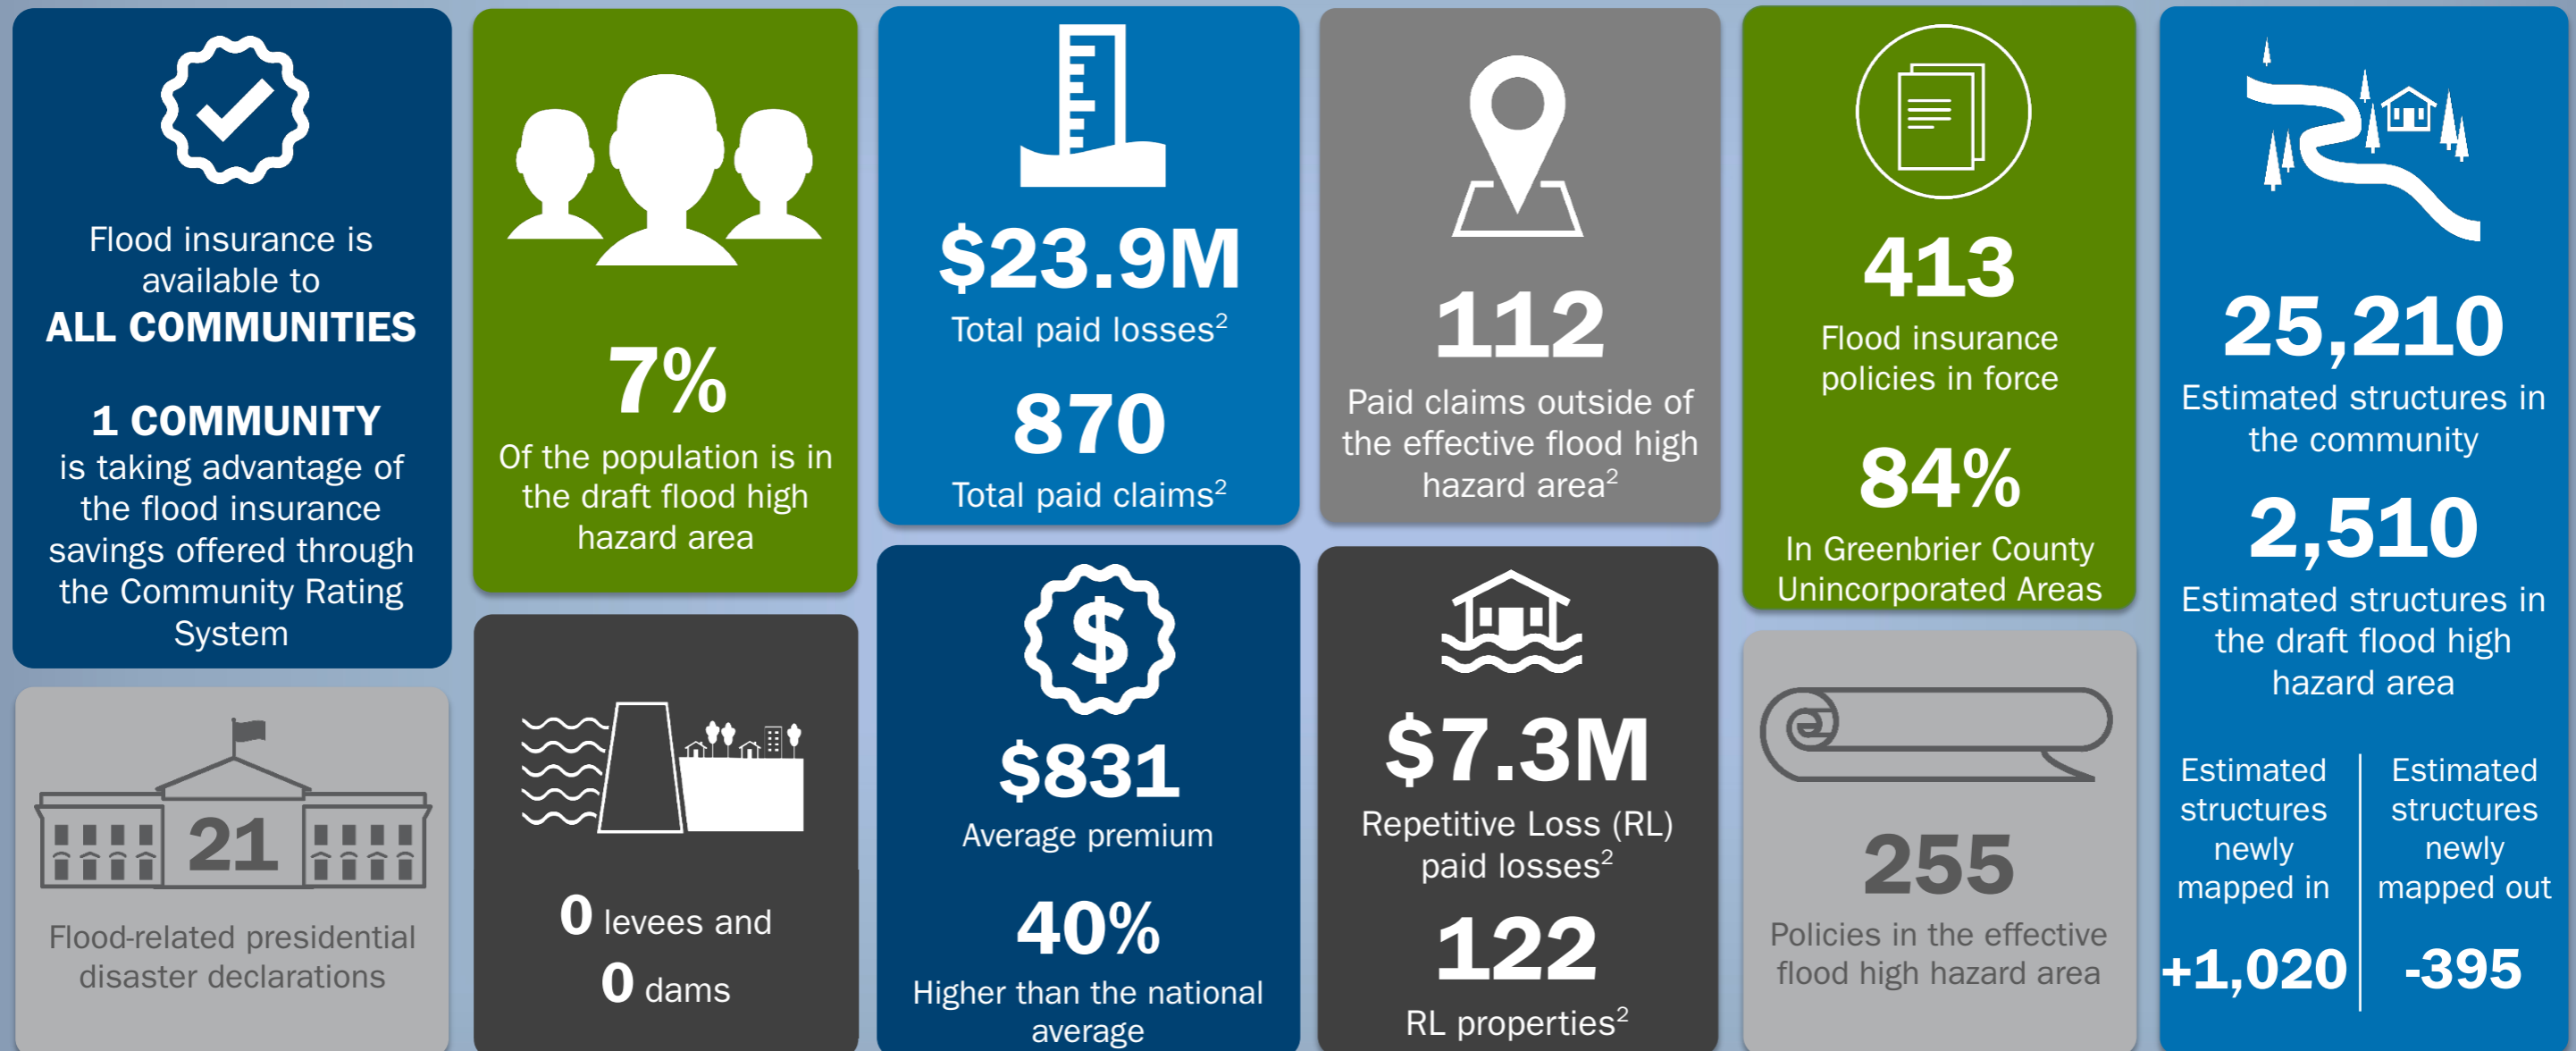 Flood insurance is
available to
ALL COMMUNITIES
1 COMMUNITY
is taking advantage of
the flood insurance
savings offered through
the Community Rating
System
21
Flood-related presidential
disaster declarations
7%
Of the population is in
the draft flood high
hazard area
0 levees and
0 dams
$23.9M
Total paid losses²
870
Total paid claims²
$
$831
Average premium
40%
Higher than the national
average
112
Paid claims outside of
the effective flood high
hazard area²
$7.3M
Repetitive Loss (RL)
paid losses²
122
RL properties²
413
Flood insurance
policies in force
84%
In Greenbrier County
Unincorporated Areas
255
Policies in the effective
flood high hazard area
25,210
Estimated structures in
the community
2,510
Estimated structures in
the draft flood high
hazard area
Estimated
structures
newly
mapped in
+1,020
Estimated
structures
newly
mapped out
-395